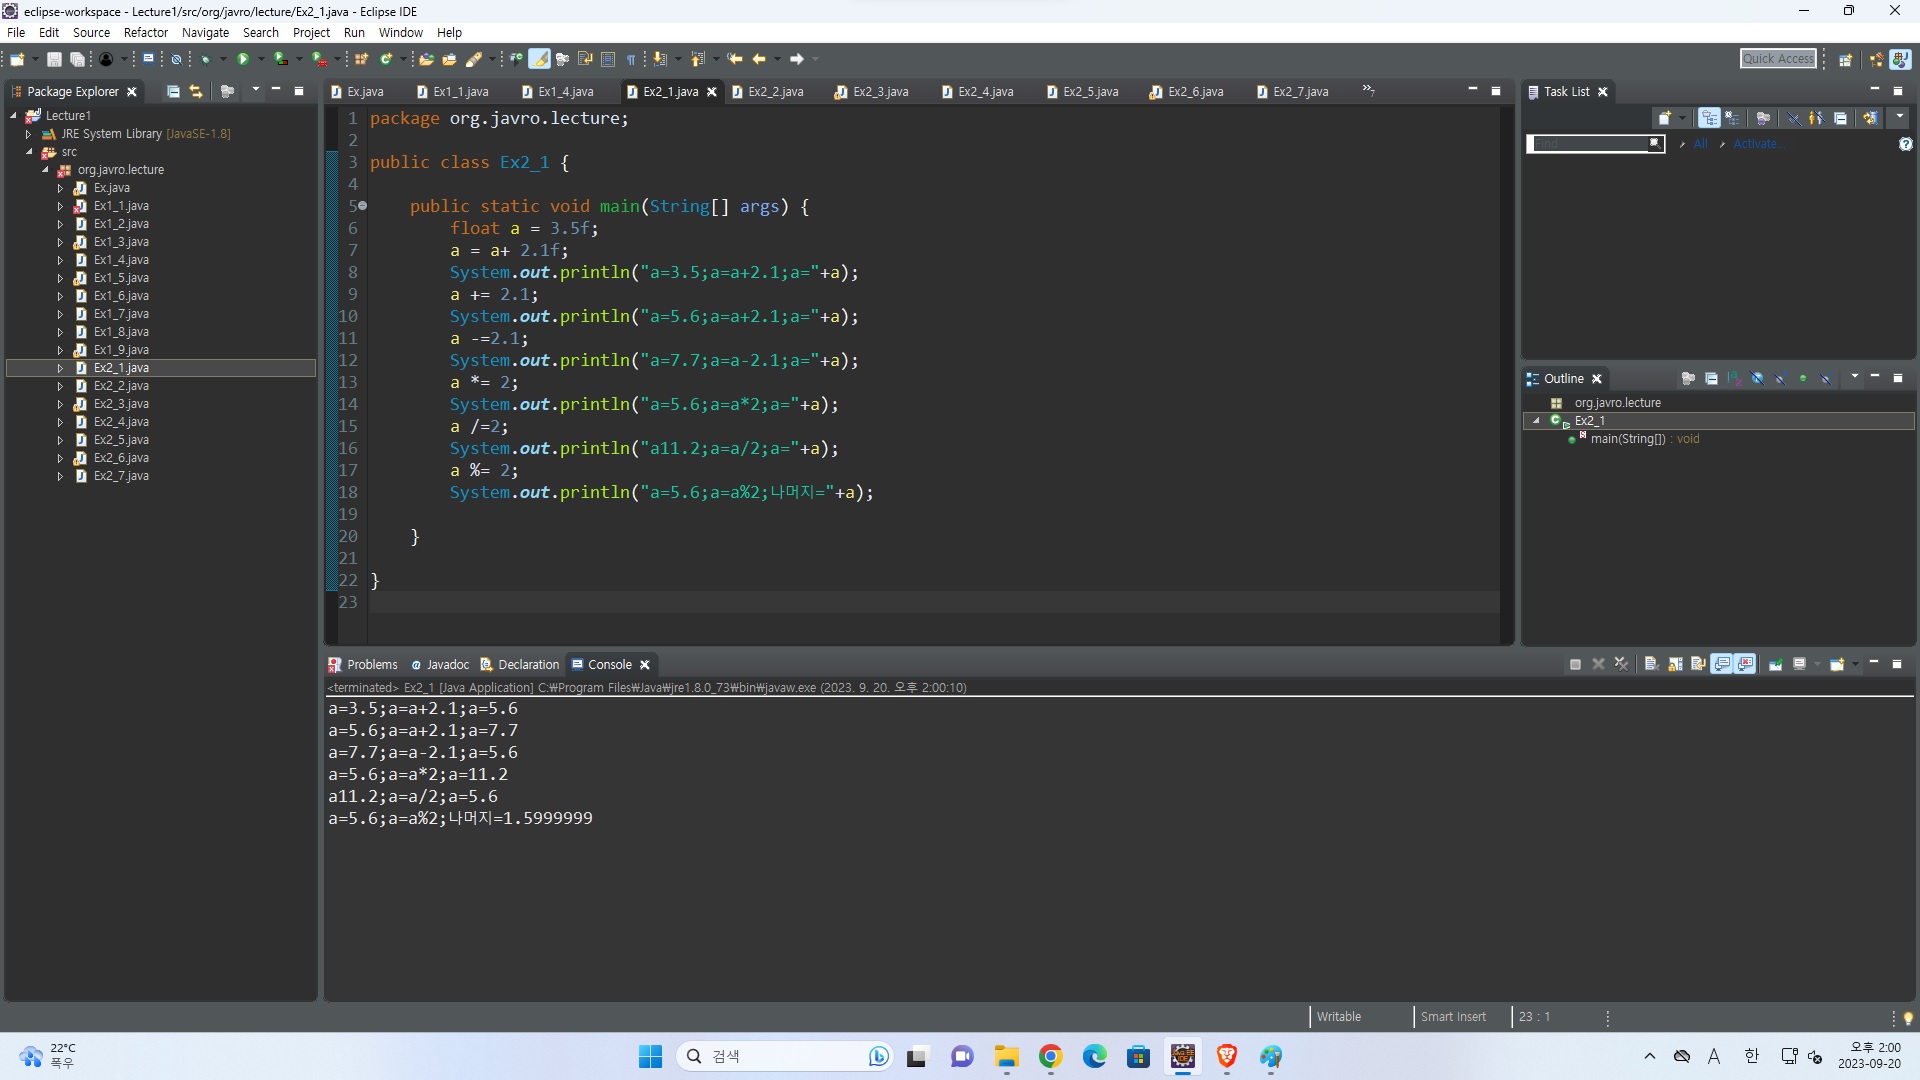 eclipse-workspace - Lecture1/src/org/javro/lecture/Ex2_1.java - Eclipse IDE
File Edit Source Refactor Navigate Search Project Run Window Help
Quick Access
Package Explorer
Lecture1
JRE System Library [JavaSE-1.8]
src
org.javro.lecture
Ex.java
Ex1_1.java
Ex1_2.java
Ex1_3.java
Ex1_4.java
Ex1_5.java
Ex1_6.java
Ex1_7.java
Ex1_8.java
Ex1_9.java
Ex2_1.java
Ex2_2.java
Ex2_3.java
Ex2_4.java
Ex2_5.java
Ex2_6.java
Ex2_7.java
Ex.java Ex1_1.java Ex1_4.java Ex2_1.java Ex2_2.java Ex2_3.java Ex2_4.java Ex2_5.java Ex2_6.java Ex2_7.java »7
1 package org.javro.lecture;
2
3 public class Ex2_1 {
4
5 public static void main(String[] args) {
6 float a = 3.5f;
7 a = a+ 2.1f;
8 System.out.println("a=3.5;a=a+2.1;a="+a);
9 a += 2.1;
10 System.out.println("a=5.6;a=a+2.1;a="+a);
11 a -=2.1;
12 System.out.println("a=7.7;a=a-2.1;a="+a);
13 a *= 2;
14 System.out.println("a=5.6;a=a*2;a="+a);
15 a /=2;
16 System.out.println("a11.2;a=a/2;a="+a);
17 a %= 2;
18 System.out.println("a=5.6;a=a%2;나머지="+a);
19
20 }
21
22 }
23
Task List
Find All Activate...
Outline
org.javro.lecture
Ex2_1
main(String[]) : void
Problems Javadoc Declaration Console
<terminated> Ex2_1 [Java Application] C:₩Program Files₩Java₩jre1.8.0_73₩bin₩javaw.exe (2023. 9. 20. 오후 2:00:10)
a=3.5;a=a+2.1;a=5.6
a=5.6;a=a+2.1;a=7.7
a=7.7;a=a-2.1;a=5.6
a=5.6;a=a*2;a=11.2
a11.2;a=a/2;a=5.6
a=5.6;a=a%2;나머지=1.5999999
Writable Smart Insert 23 : 1
22°C
폭우
검색
A 한
오후 2:00
2023-09-20